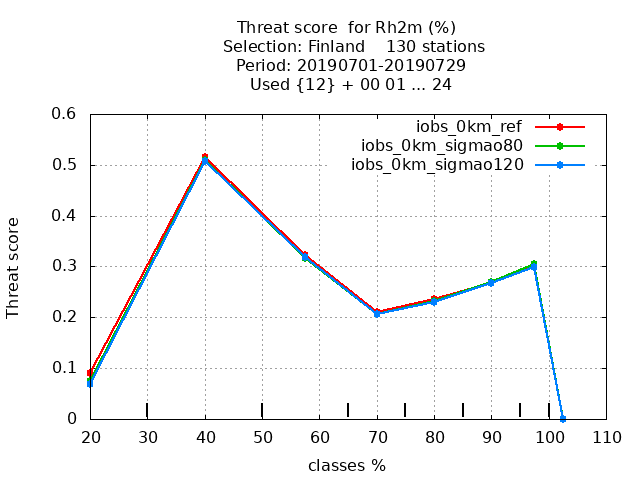 Threat score  for Rh2m (%)
Selection: Finland    130 stations
Period: 20190701-20190729
Used {12} + 00 01 ... 24
iobs_0km_ref
iobs_0km_sigmao80
iobs_0km_sigmao120
Threat score
0.6
0.5
0.4
0.3
0.2
0.1
0
20 30 40 50 60 70 80 90 100 110
classes %